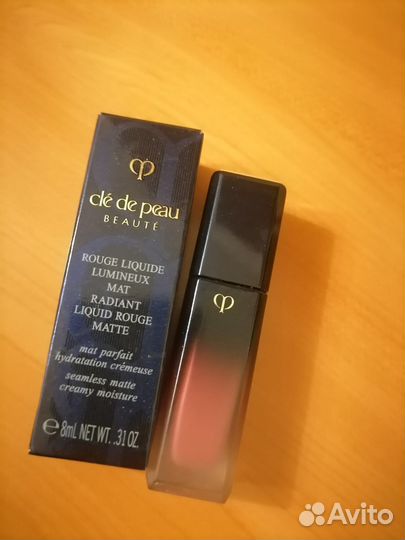 clé de peau
BEAUTÉ
ROUGE LIQUIDE
LUMINEUX
MAT
RADIANT
LIQUID ROUGE
MATTE
mat parfait
hydratation crémeuse
seamless matte
creamy moisture
℮ 8mL NET WT. .31 OZ.
Avito